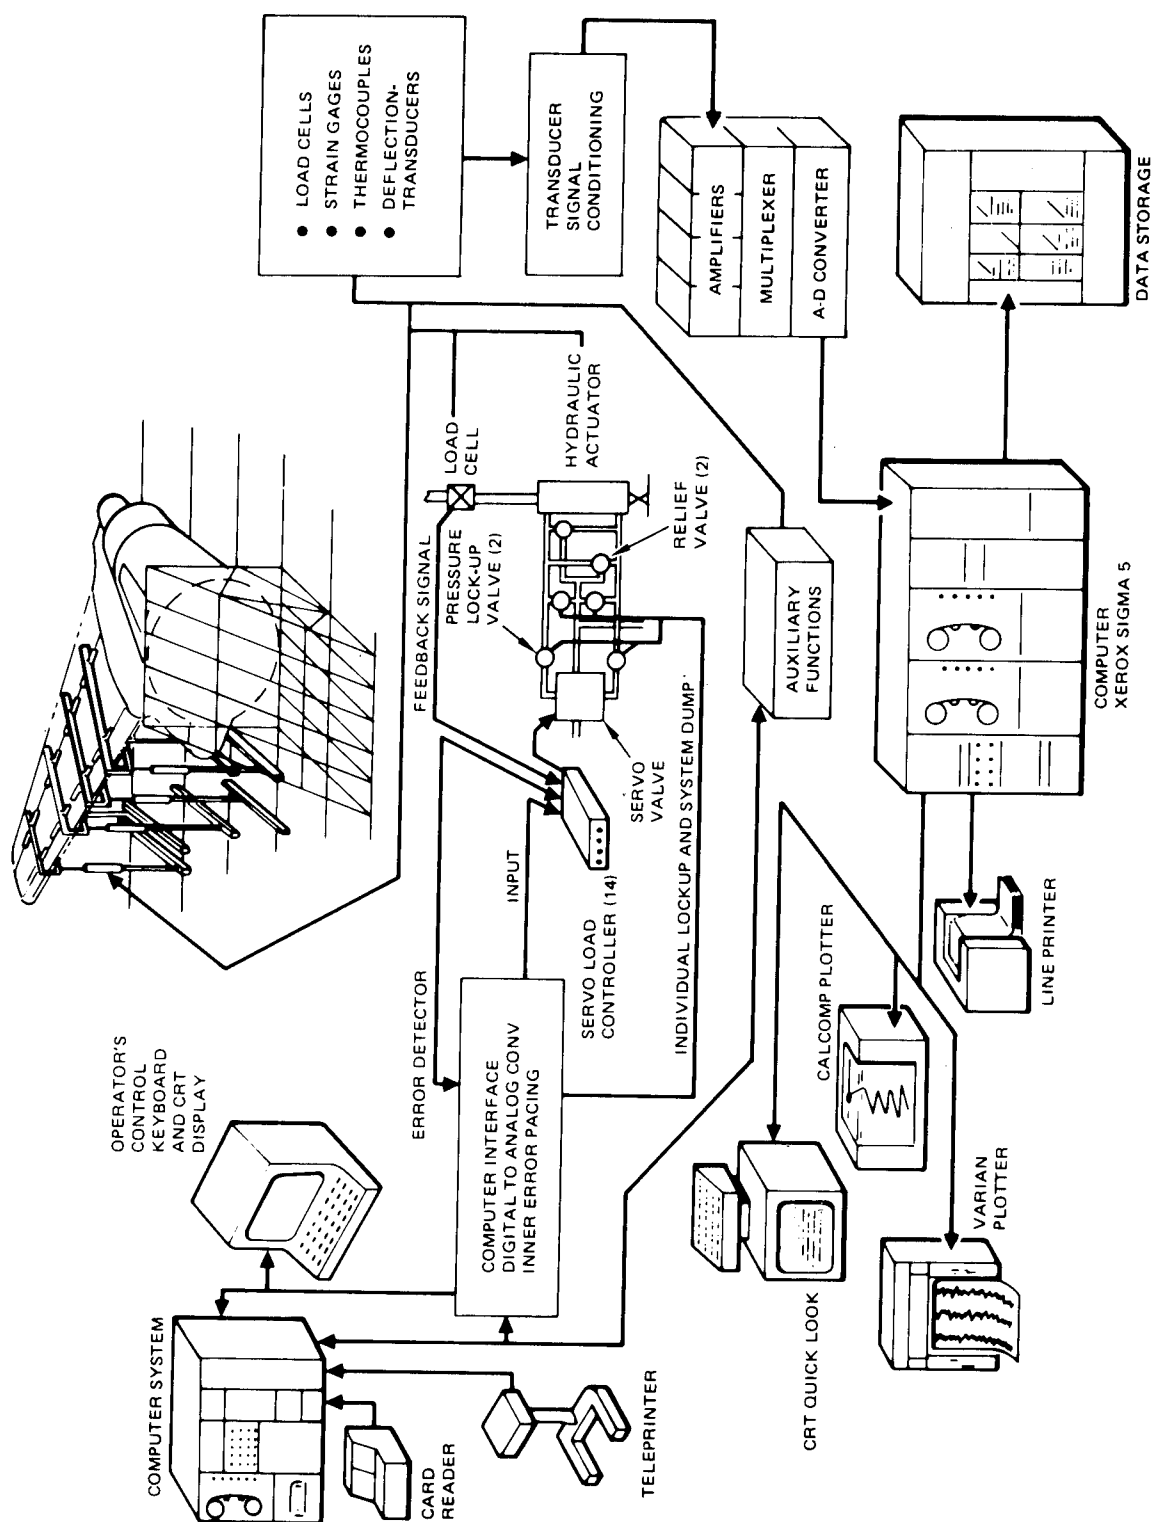 COMPUTER SYSTEM
CARD
READER
TELEPRINTER
OPERATOR'S
CONTROL
KEYBOARD
AND CRT
DISPLAY
ERROR DETECTOR
COMPUTER INTERFACE
DIGITAL TO ANALOG CONV
INNER ERROR PACING
INPUT
SERVO LOAD
CONTROLLER (14)
INDIVIDUAL LOCKUP AND SYSTEM DUMP
FEEDBACK SIGNAL
PRESSURE
LOCK-UP
VALVE (2)
LOAD
CELL
HYDRAULIC
ACTUATOR
SERVO
VALVE
RELIEF
VALVE (2)
● LOAD CELLS
● STRAIN GAGES
● THERMOCOUPLES
● DEFLECTION-
TRANSDUCERS
TRANSDUCER
SIGNAL
CONDITIONING
AMPLIFIERS
MULTIPLEXER
A-D CONVERTER
AUXILIARY
FUNCTIONS
CRT QUICK LOOK
CALCOMP PLOTTER
VARIAN
PLOTTER
LINE PRINTER
COMPUTER
XEROX SIGMA 5
DATA STORAGE